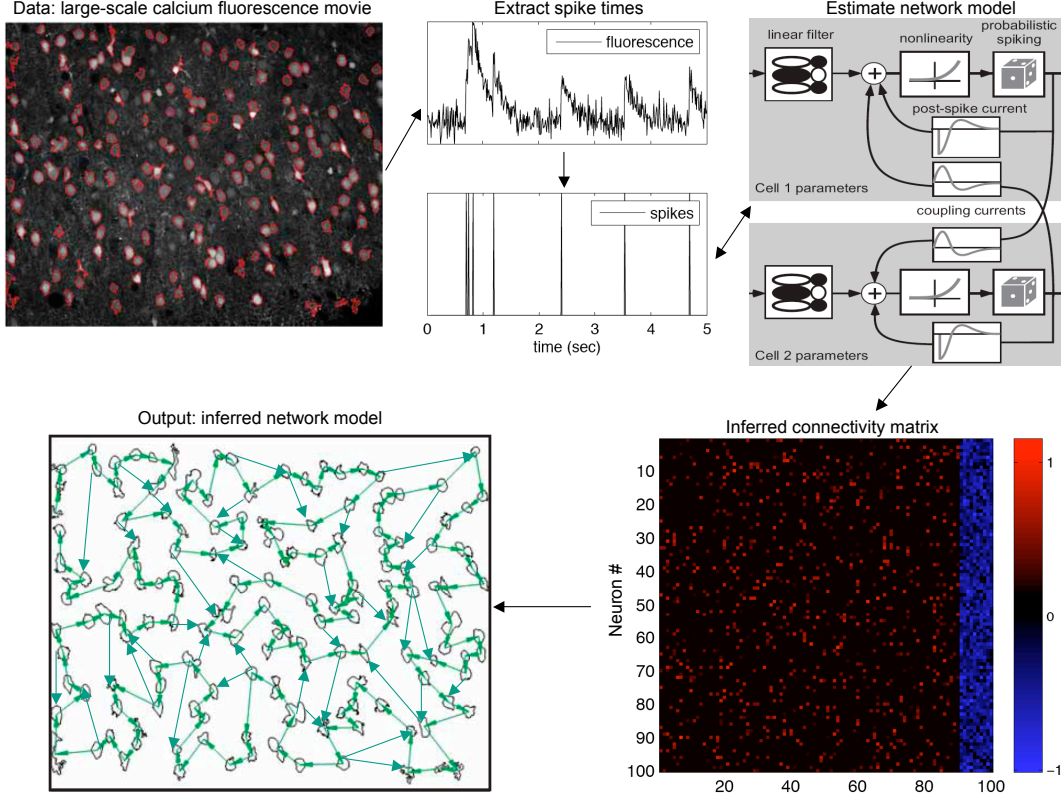 Data: large-scale calcium fluorescence movie
Extract spike times
Estimate network model
fluorescence
spikes
0 1 2 3 4 5
time (sec)
linear filter
nonlinearity
probabilistic
spiking
post-spike current
Cell 1 parameters
coupling currents
Cell 2 parameters
Output: inferred network model
Inferred connectivity matrix
Neuron #
10
20
30
40
50
60
70
80
90
100
20 40 60 80 100
1
0
−1